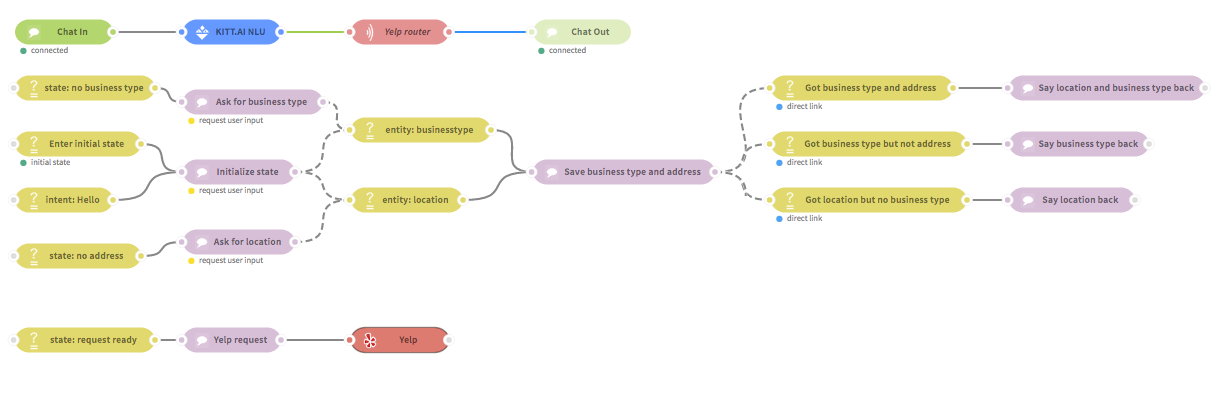 Chat In
KITT.AI NLU
Yelp router
Chat Out
connected
connected
? state: no business type
Ask for business type
request user input
? Enter initial state
initial state
Initialize state
request user input
? intent: Hello
? state: no address
Ask for location
request user input
? entity: businesstype
? entity: location
Save business type and address
? Got business type and address
direct link
Say location and business type back
? Got business type but not address
direct link
Say business type back
? Got location but no business type
direct link
Say location back
? state: request ready
Yelp request
Yelp